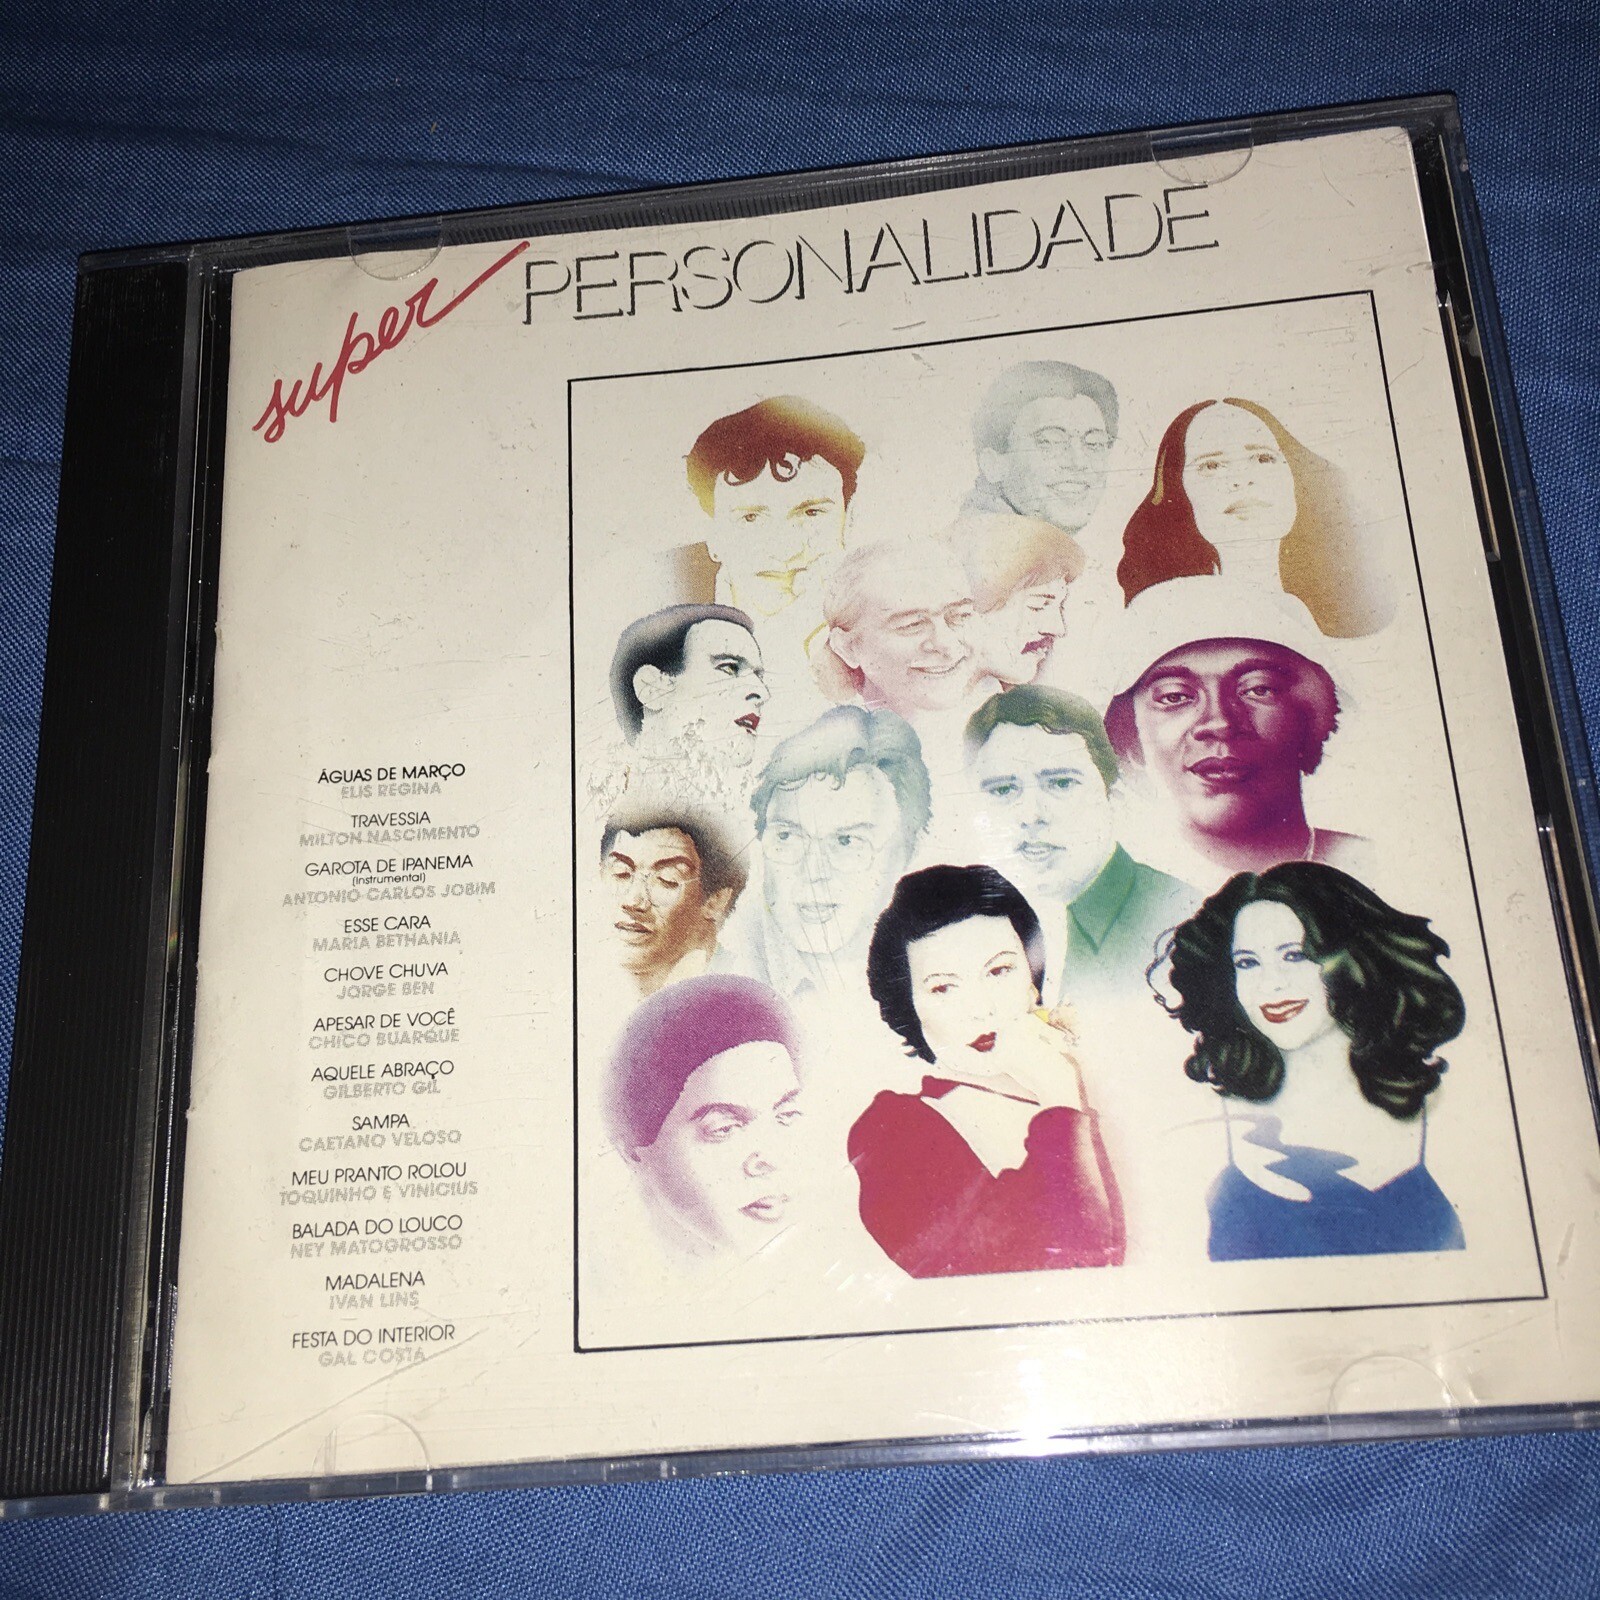 super PERSONALIDADE
ÁGUAS DE MARÇO
ELIS REGINA
TRAVESSIA
MILTON NASCIMENTO
GAROTA DE IPANEMA
(Instrumental)
ANTONIO CARLOS JOBIM
ESSE CARA
MARIA BETHANIA
CHOVE CHUVA
JORGE BEN
APESAR DE VOCÊ
CHICO BUARQUE
AQUELE ABRAÇO
GILBERTO GIL
SAMPA
CAETANO VELOSO
MEU PRANTO ROLOU
TOQUINHO E VINICIUS
BALADA DO LOUCO
NEY MATOGROSSO
MADALENA
IVAN LINS
FESTA DO INTERIOR
GAL COSTA